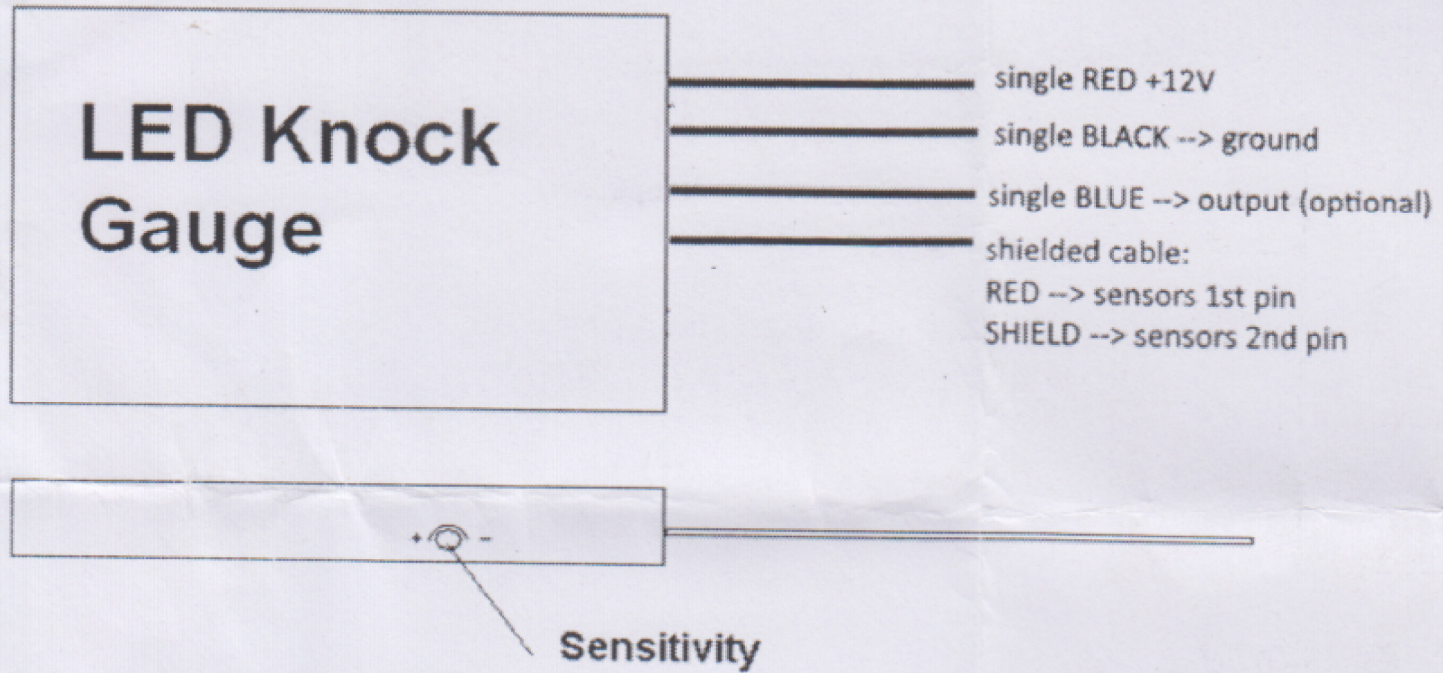 LED Knock
Gauge
single RED +12V
single BLACK --> ground
single BLUE --> output (optional)
shielded cable:
RED --> sensors 1st pin
SHIELD --> sensors 2nd pin
+ -
Sensitivity